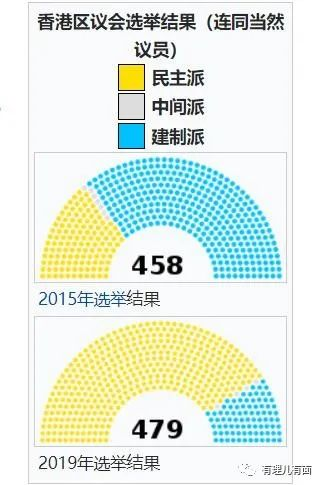 香港区议会选举结果（连同当然
议员）
民主派
中间派
建制派
458
2015年选举结果
479
2019年选举结果
有理儿有面